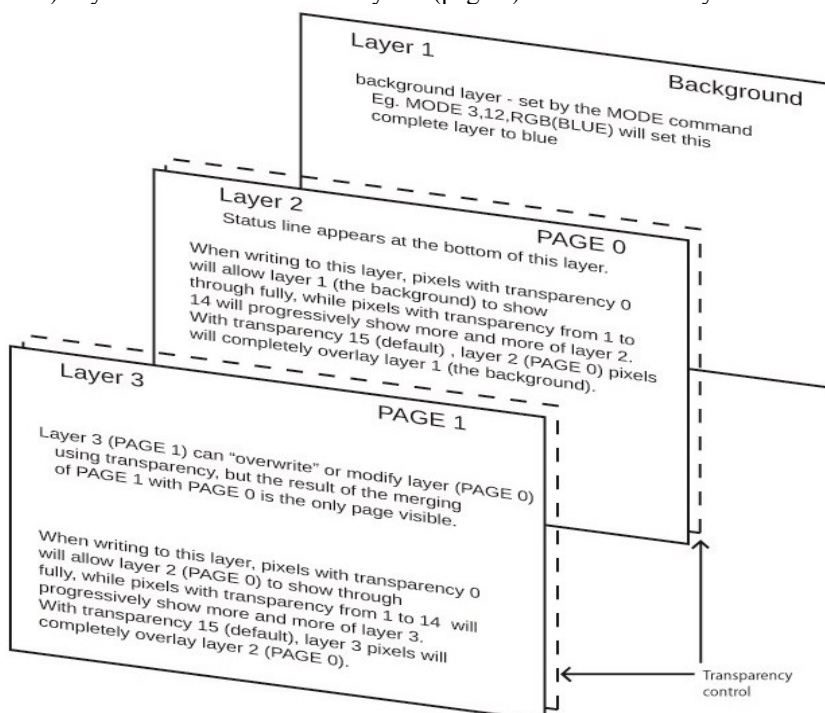 Layer 1
Background
background layer - set by the MODE command
Eg. MODE 3,12,RGB(BLUE) will set this
complete layer to blue
Layer 2
PAGE 0
Status line appears at the bottom of this layer.
When writing to this layer, pixels with transparency 0
will allow layer 1 (the background) to show
through fully, while pixels with transparency from 1 to
14 will progressively show more and more of layer 2.
With transparency 15 (default) , layer 2 (PAGE 0) pixels
will completely overlay layer 1 (the background).
Layer 3
PAGE 1
Layer 3 (PAGE 1) can “overwrite” or modify layer (PAGE 0)
using transparency, but the result of the merging
of PAGE 1 with PAGE 0 is the only page visible.
When writing to this layer, pixels with transparency 0
will allow layer 2 (PAGE 0) to show through
fully, while pixels with transparency from 1 to 14 will
progressively show more and more of layer 3.
With transparency 15 (default), layer 3 pixels will
completely overlay layer 2 (PAGE 0).
Transparency
control